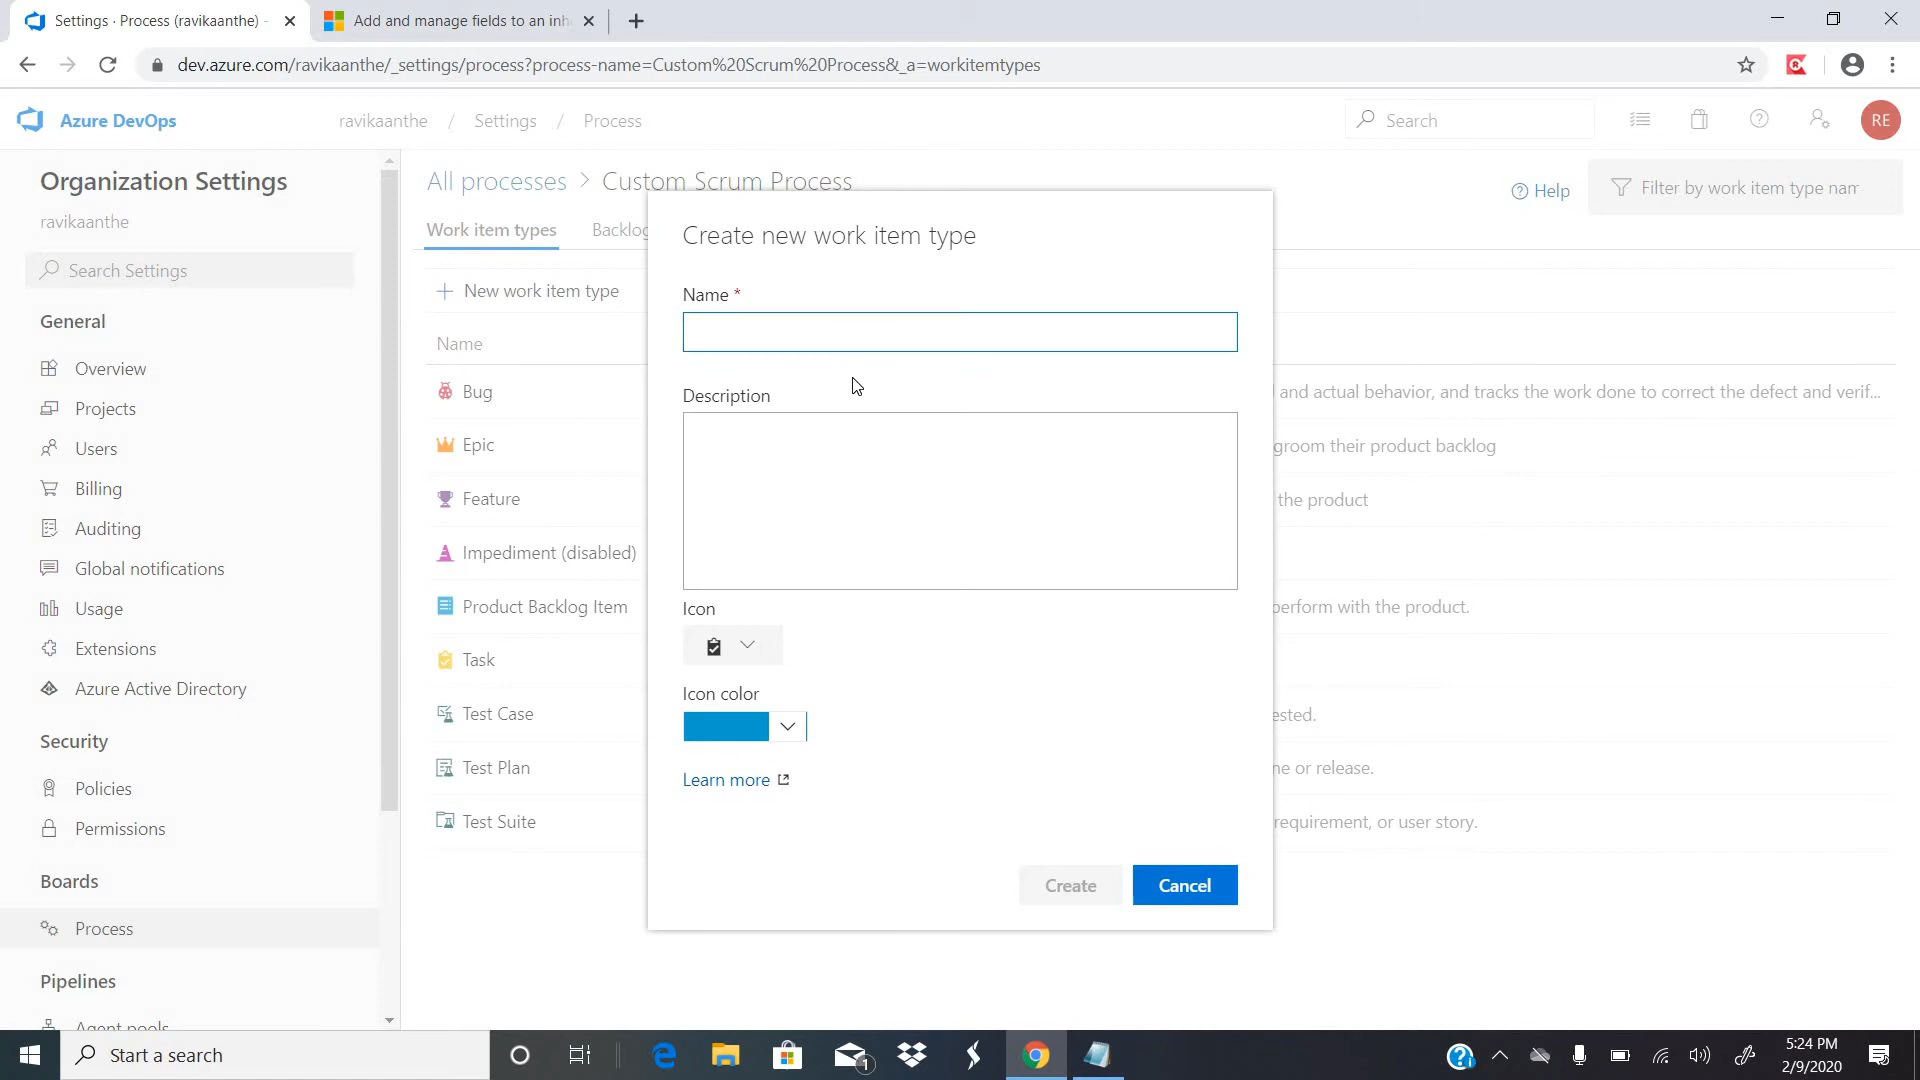 Settings · Process (ravikaanthe) -
Add and manage fields to an inh
dev.azure.com/ravikaanthe/_settings/process?process-name=Custom%20Scrum%20Process&_a=workitemtypes
Azure DevOps
ravikaanthe / Settings / Process
Search
RE
Organization Settings
ravikaanthe
Search Settings
General
Overview
Projects
Users
Billing
Auditing
Global notifications
Usage
Extensions
Azure Active Directory
Security
Policies
Permissions
Boards
Process
Pipelines
Agent pools
All processes > Custom Scrum Process
Help
Filter by work item type nam
Work item types
Backlog
New work item type
Name
Bug
and actual behavior, and tracks the work done to correct the defect and verif...
Epic
groom their product backlog
Feature
the product
Impediment (disabled)
Product Backlog Item
perform with the product.
Task
Test Case
ested.
Test Plan
ne or release.
Test Suite
requirement, or user story.
Create new work item type
Name *
Description
Icon
Icon color
Learn more
Create
Cancel
Start a search
1
5:24 PM
2/9/2020